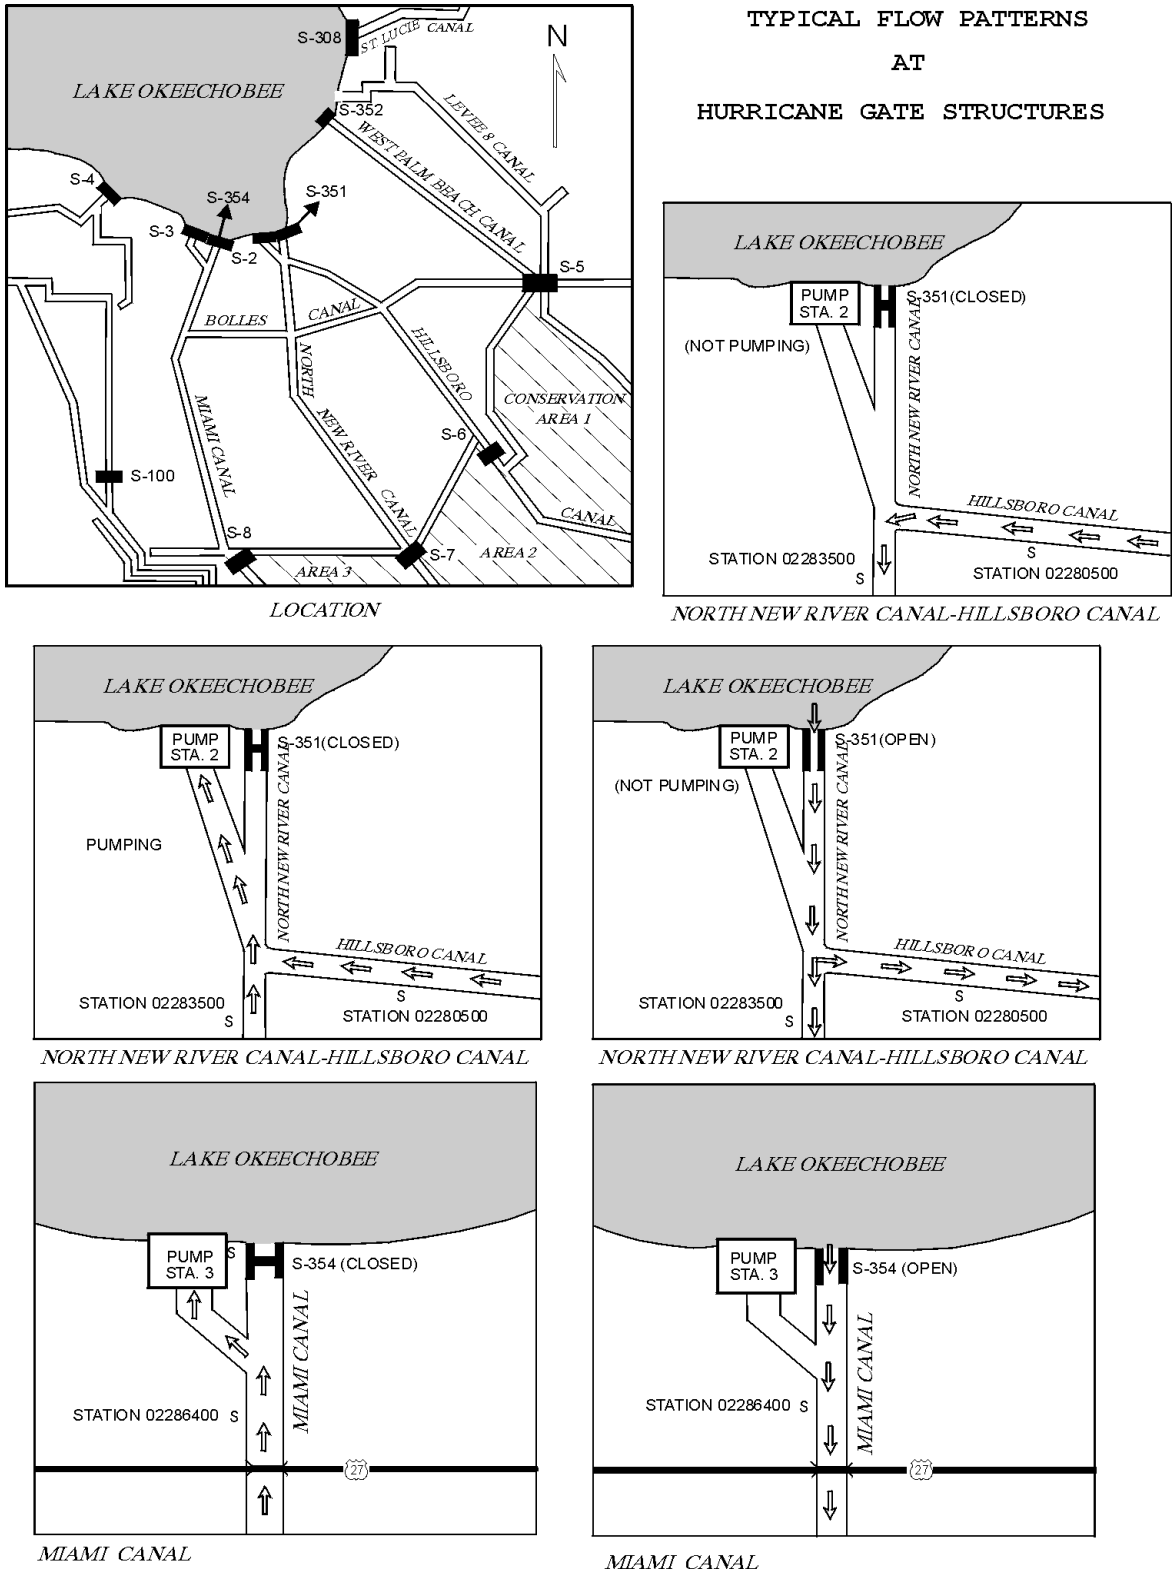 TYPICAL FLOW PATTERNS
AT
HURRICANE GATE STRUCTURES
S-308
ST LUCIE CANAL
N
LAKE OKEECHOBEE
S-352
LEVEE 8 CANAL
WEST PALM BEACH CANAL
S-4
S-354
S-351
S-3
S-2
S-5
BOLLES CANAL
HILLSBORO
NORTH
CONSERVATION
AREA 1
MIAMI CANAL
NEW RIVER CANAL
S-6
S-100
CANAL
S-8
S-7
AREA 2
AREA 3
LOCATION
LAKE OKEECHOBEE
PUMP
STA. 2
S-351(CLOSED)
(NOT PUMPING)
NORTH NEW RIVER CANAL
HILLSBORO CANAL
STATION 02283500
S
S
STATION 02280500
NORTH NEW RIVER CANAL-HILLSBORO CANAL
LAKE OKEECHOBEE
PUMP
STA. 2
S-351(CLOSED)
PUMPING
NORTH NEW RIVER CANAL
HILLSBORO CANAL
STATION 02283500
S
S
STATION 02280500
NORTH NEW RIVER CANAL-HILLSBORO CANAL
LAKE OKEECHOBEE
PUMP
STA. 2
S-351(OPEN)
(NOT PUMPING)
NORTH NEW RIVER CANAL
HILLSBORO CANAL
STATION 02283500
S
S
STATION 02280500
NORTH NEW RIVER CANAL-HILLSBORO CANAL
LAKE OKEECHOBEE
PUMP
STA. 3
S
S-354 (CLOSED)
MIAMI CANAL
STATION 02286400 S
27
MIAMI CANAL
LAKE OKEECHOBEE
PUMP
STA. 3
S-354 (OPEN)
MIAMI CANAL
STATION 02286400 S
27
MIAMI CANAL